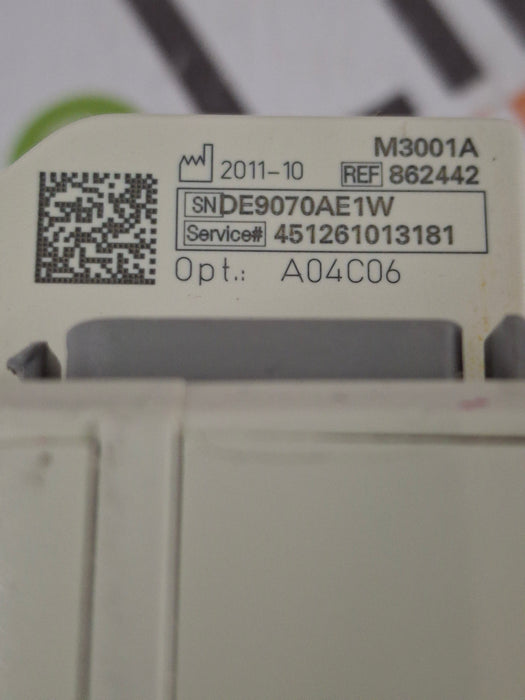 M3001A
2011-10 REF 862442
SN DE9070AE1W
Service# 451261013181
Opt.: A04C06